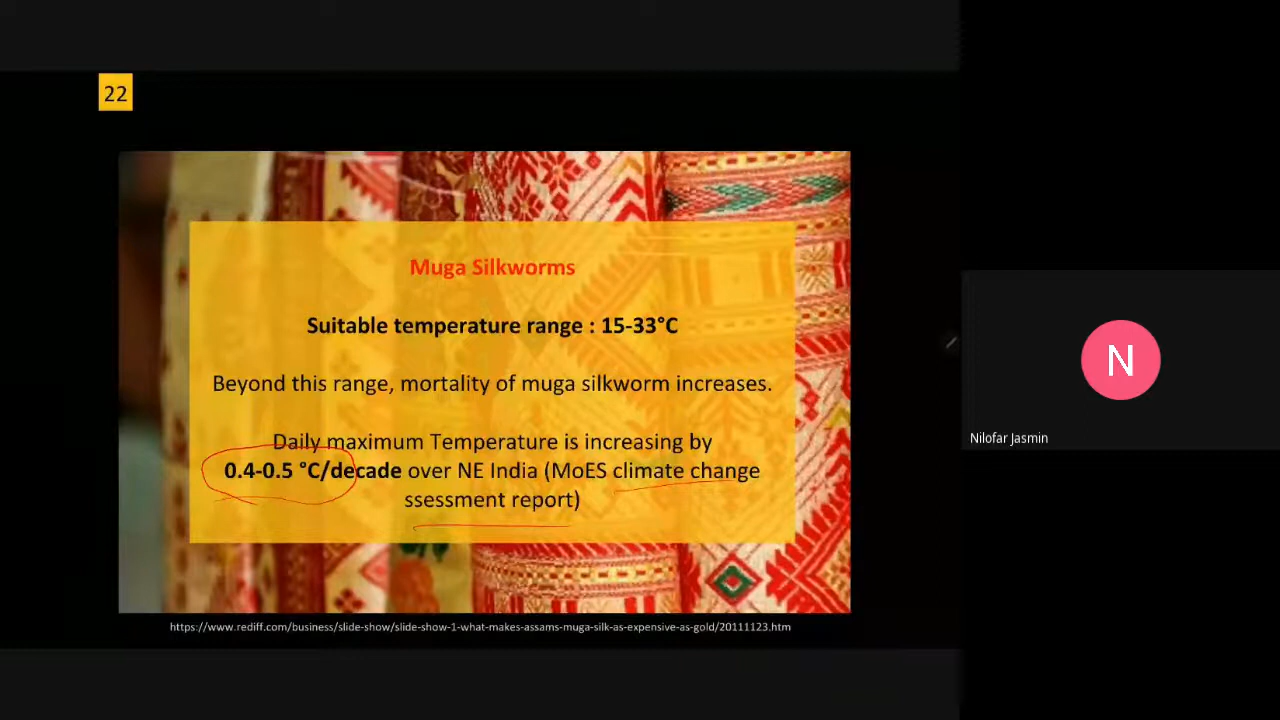 22
Muga Silkworms
Suitable temperature range : 15-33°C
Beyond this range, mortality of muga silkworm increases.
Daily maximum Temperature is increasing by
0.4-0.5 °C/decade over NE India (MoES climate change
ssessment report)
https://www.rediff.com/business/slide-show/slide-show-1-what-makes-assams-muga-silk-as-expensive-as-gold/20111123.htm
N
Nilofar Jasmin